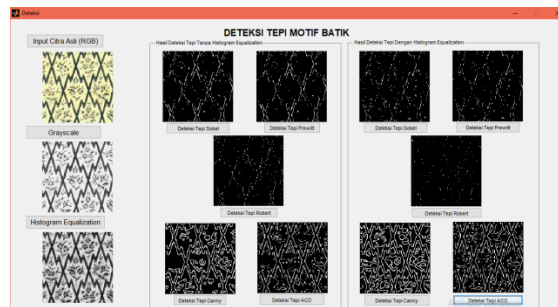 Deteksi
DETEKSI TEPI MOTIF BATIK
Input Citra Asli (RGB)
Grayscale
Histogram Equalization
Hasil Deteksi Tepi Tanpa Histogram Equalization
Deteksi Tepi Sobel
Deteksi Tepi Prewitt
Deteksi Tepi Robert
Deteksi Tepi Canny
Deteksi Tepi ACO
Hasil Deteksi Tepi Dengan Histogram Equalization
Deteksi Tepi Sobel
Deteksi Tepi Prewitt
Deteksi Tepi Robert
Deteksi Tepi Canny
Deteksi Tepi ACO